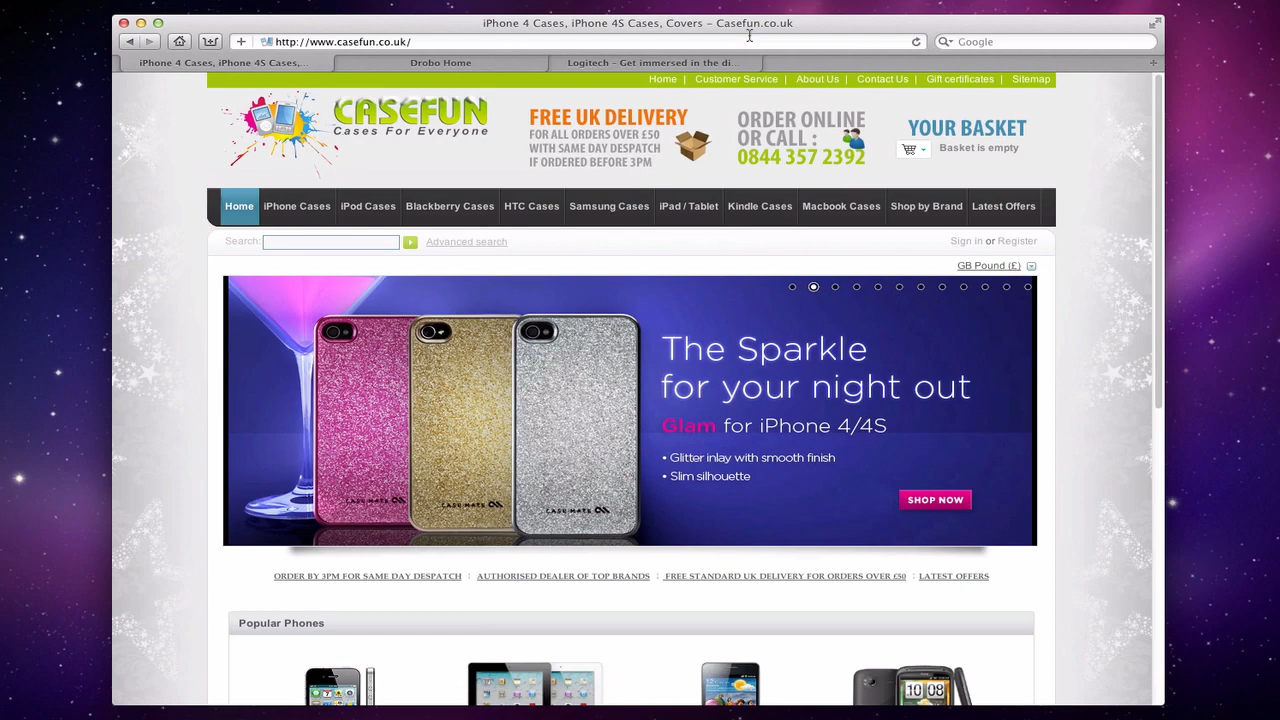 iPhone 4 Cases, iPhone 4S Cases, Covers – Casefun.co.uk
http://www.casefun.co.uk/
Google
iPhone 4 Cases, iPhone 4S Cases,...
Drobo Home
Logitech – Get immersed in the di...
Home | Customer Service | About Us | Contact Us | Gift certificates | Sitemap
CASEFUN
Cases For Everyone
FREE UK DELIVERY
FOR ALL ORDERS OVER £50
WITH SAME DAY DESPATCH
IF ORDERED BEFORE 3PM
ORDER ONLINE
OR CALL :
0844 357 2392
YOUR BASKET
Basket is empty
Home iPhone Cases iPod Cases Blackberry Cases HTC Cases Samsung Cases iPad / Tablet Kindle Cases Macbook Cases Shop by Brand Latest Offers
Search: Advanced search
Sign in or Register
GB Pound (£)
The Sparkle
for your night out
Glam for iPhone 4/4S
• Glitter inlay with smooth finish
• Slim silhouette
SHOP NOW
CASE MATE CASE MATE CASE MATE
ORDER BY 3PM FOR SAME DAY DESPATCH : AUTHORISED DEALER OF TOP BRANDS : FREE STANDARD UK DELIVERY FOR ORDERS OVER £50 : LATEST OFFERS
Popular Phones
10 08